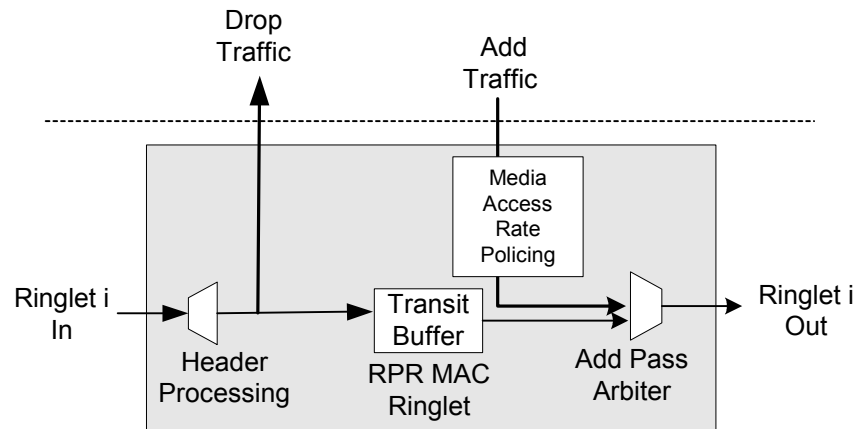 Drop
Traffic
Add
Traffic
Media
Access
Rate
Policing
Ringlet i
In
Header
Processing
Transit
Buffer
RPR MAC
Ringlet
Add Pass
Arbiter
Ringlet i
Out